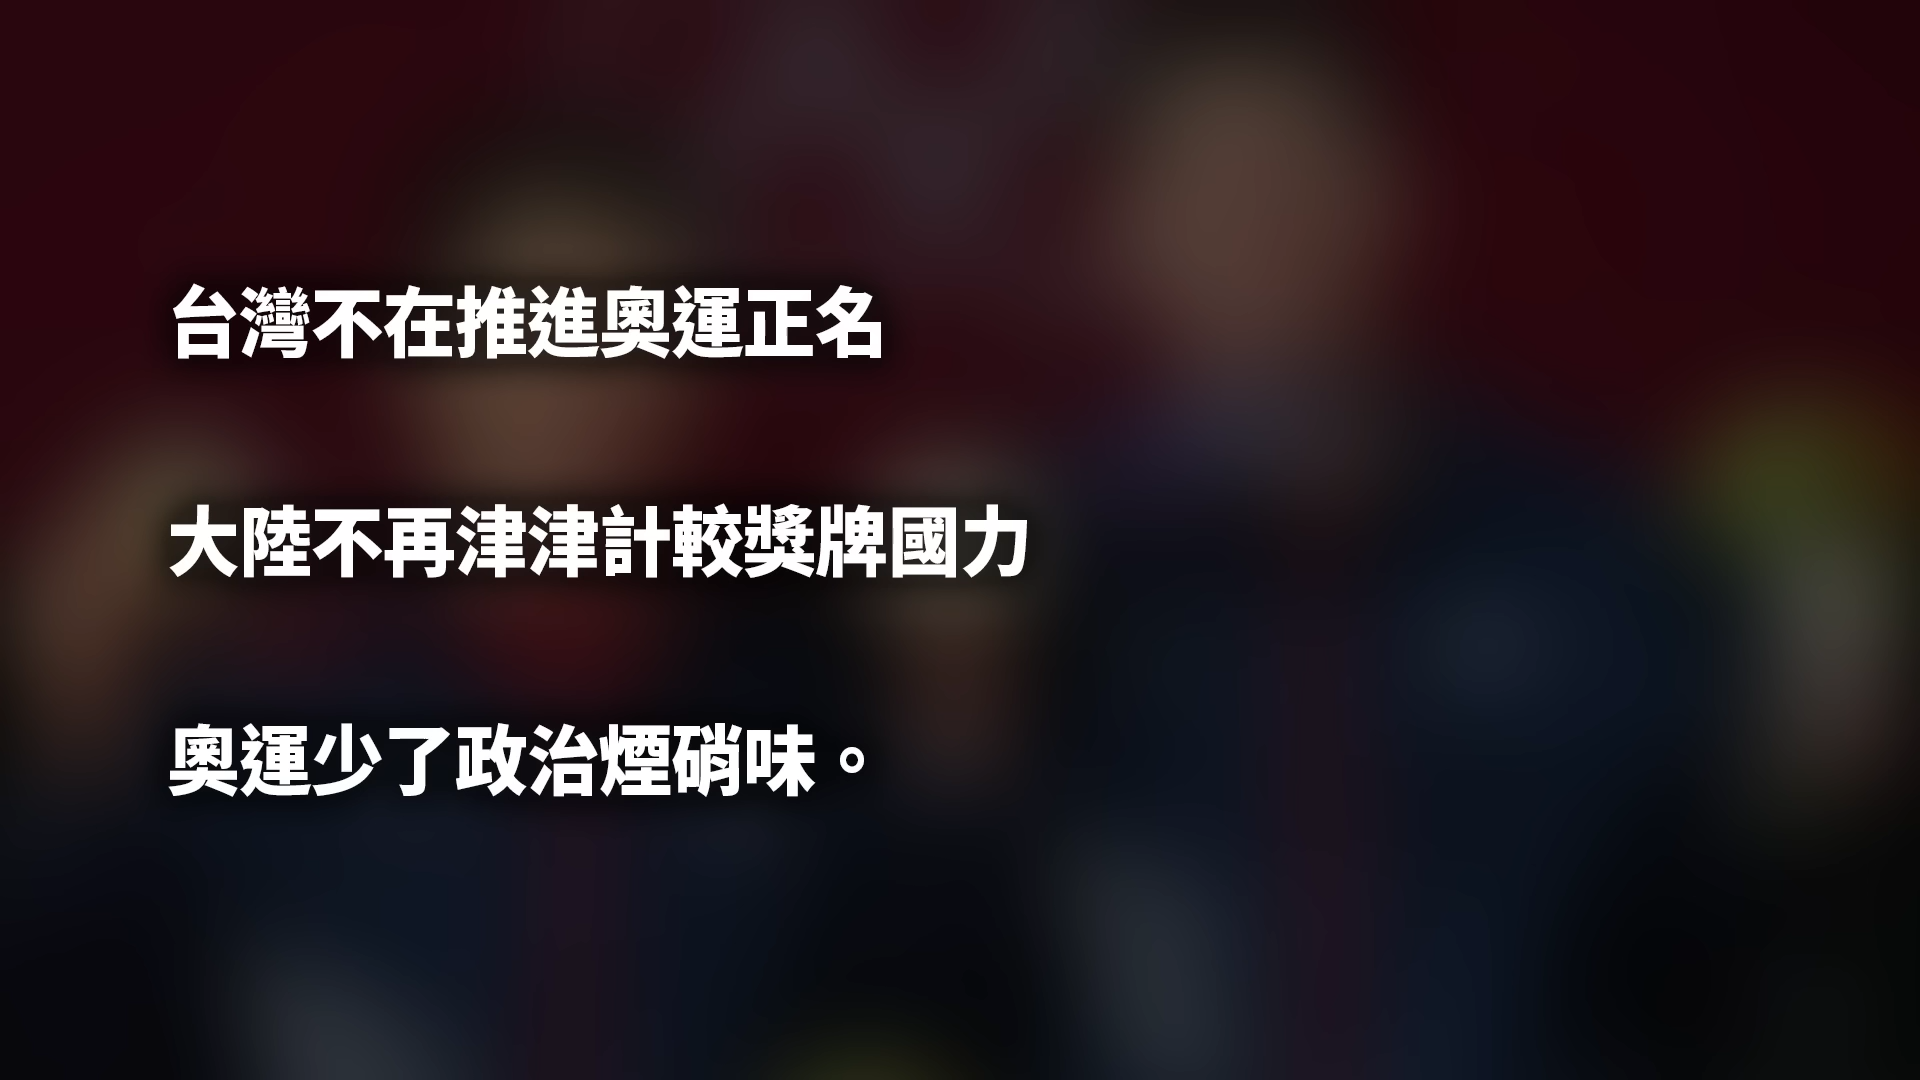 台灣不在推進奧運正名
大陸不再津津計較獎牌國力
奧運少了政治煙硝味。